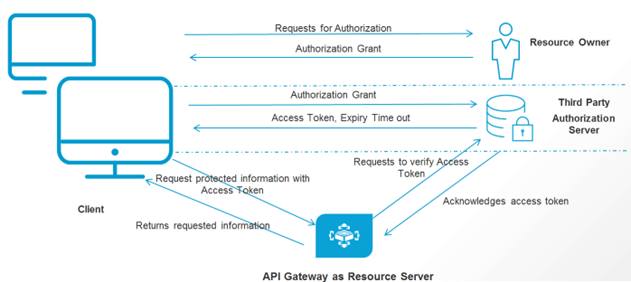 Requests for Authorization
Authorization Grant
Resource Owner
Authorization Grant
Access Token, Expiry Time out
Third Party
Authorization
Server
Requests to verify Access
Token
Request protected information with
Access Token
Acknowledges access token
Client
Returns requested information
API Gateway as Resource Server